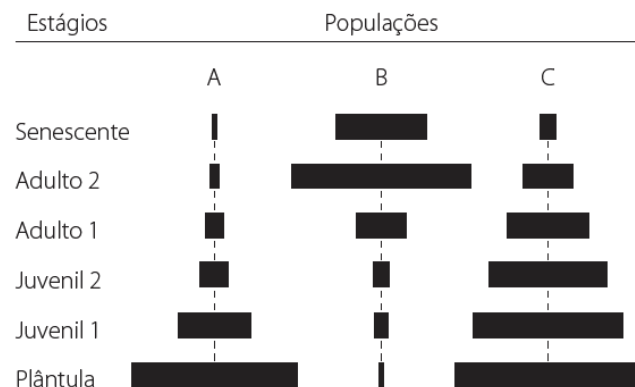 Estágios Populações
A B C
Senescente
Adulto 2
Adulto 1
Juvenil 2
Juvenil 1
Plântula